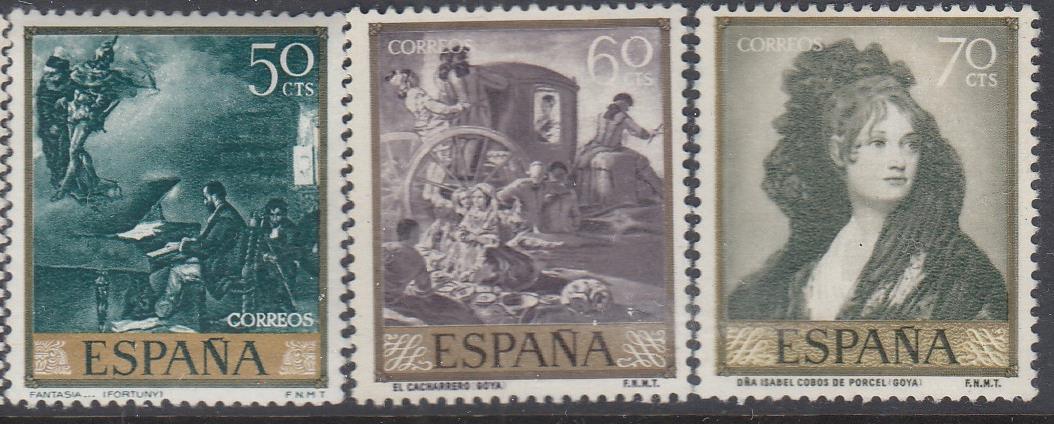 50
CTS
CORREOS
ESPAÑA
FANTASIA... (FORTUNY) F N M T
CORREOS 60
CTS
ESPAÑA
EL CACHARRERO (GOYA) F.N.M.T.
CORREOS 70
CTS
ESPAÑA
DÑA ISABEL COBOS DE PORCEL (GOYA) F.N.M.T.